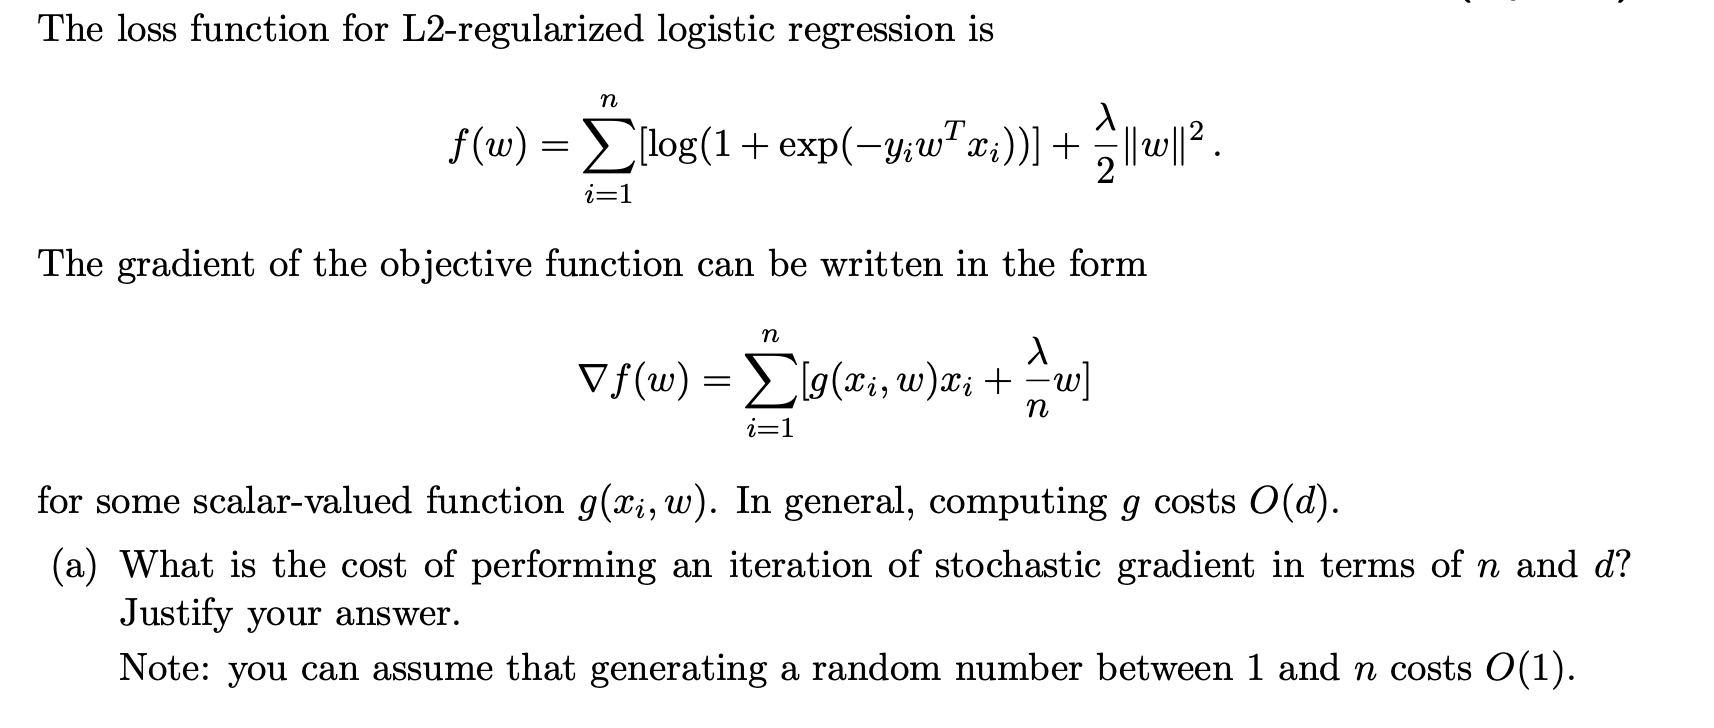 The loss function for L2-regularized logistic regression is
f(w) = \sum_{i=1}^{n} [log(1 + exp(−y_i w^T x_i))] + \frac{λ}{2} ‖w‖^2 .
The gradient of the objective function can be written in the form
∇f(w) = \sum_{i=1}^{n} [g(x_i, w)x_i + \frac{λ}{n} w]
for some scalar-valued function g(x_i, w). In general, computing g costs O(d).
(a) What is the cost of performing an iteration of stochastic gradient in terms of n and d?
Justify your answer.
Note: you can assume that generating a random number between 1 and n costs O(1).